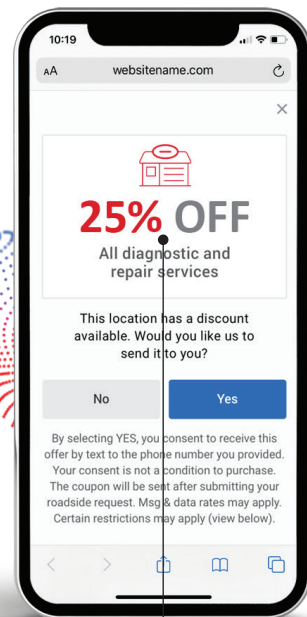 10:19
AA websitename.com
25% OFF
All diagnostic and
repair services
This location has a discount
available. Would you like us to
send it to you?
No Yes
By selecting YES, you consent to receive this
offer by text to the phone number you provided.
Your consent is not a condition to purchase.
The coupon will be sent after submitting your
roadside request. Msg & data rates may apply.
Certain restrictions may apply (view below).